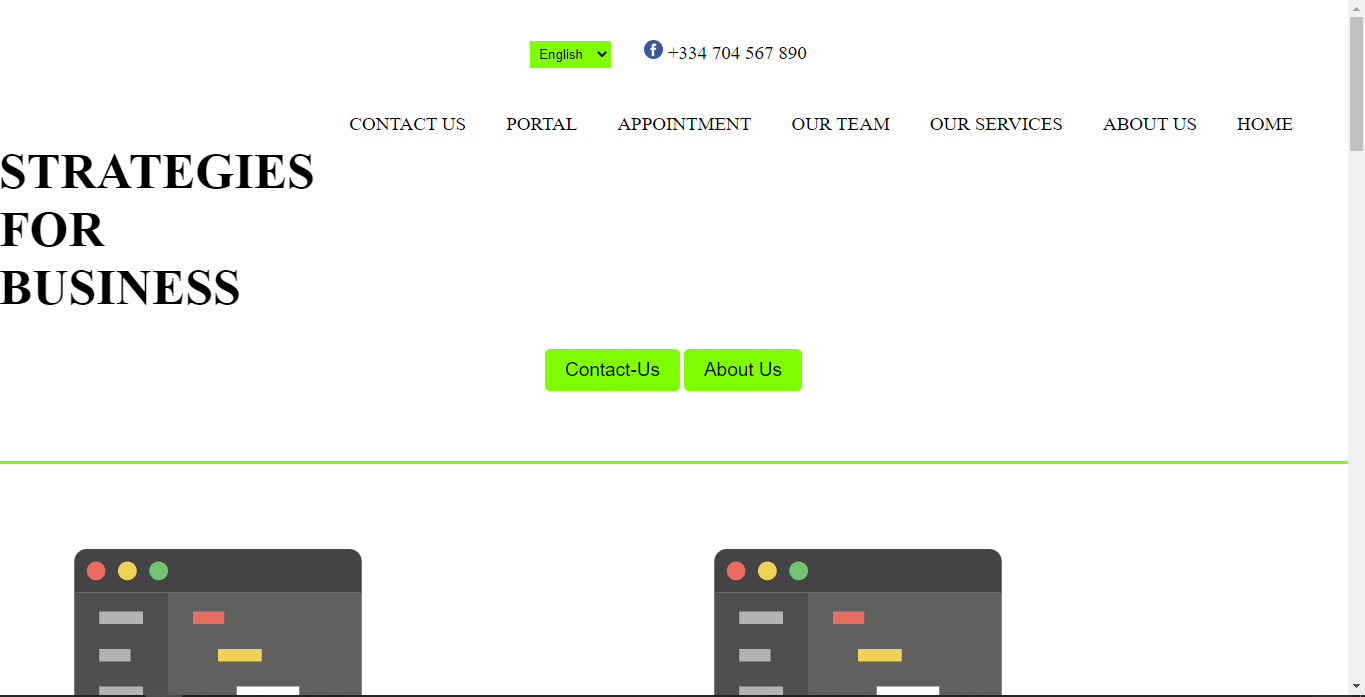 English
+334 704 567 890
CONTACT US PORTAL APPOINTMENT OUR TEAM OUR SERVICES ABOUT US HOME
STRATEGIES
FOR
BUSINESS
Contact-Us About Us